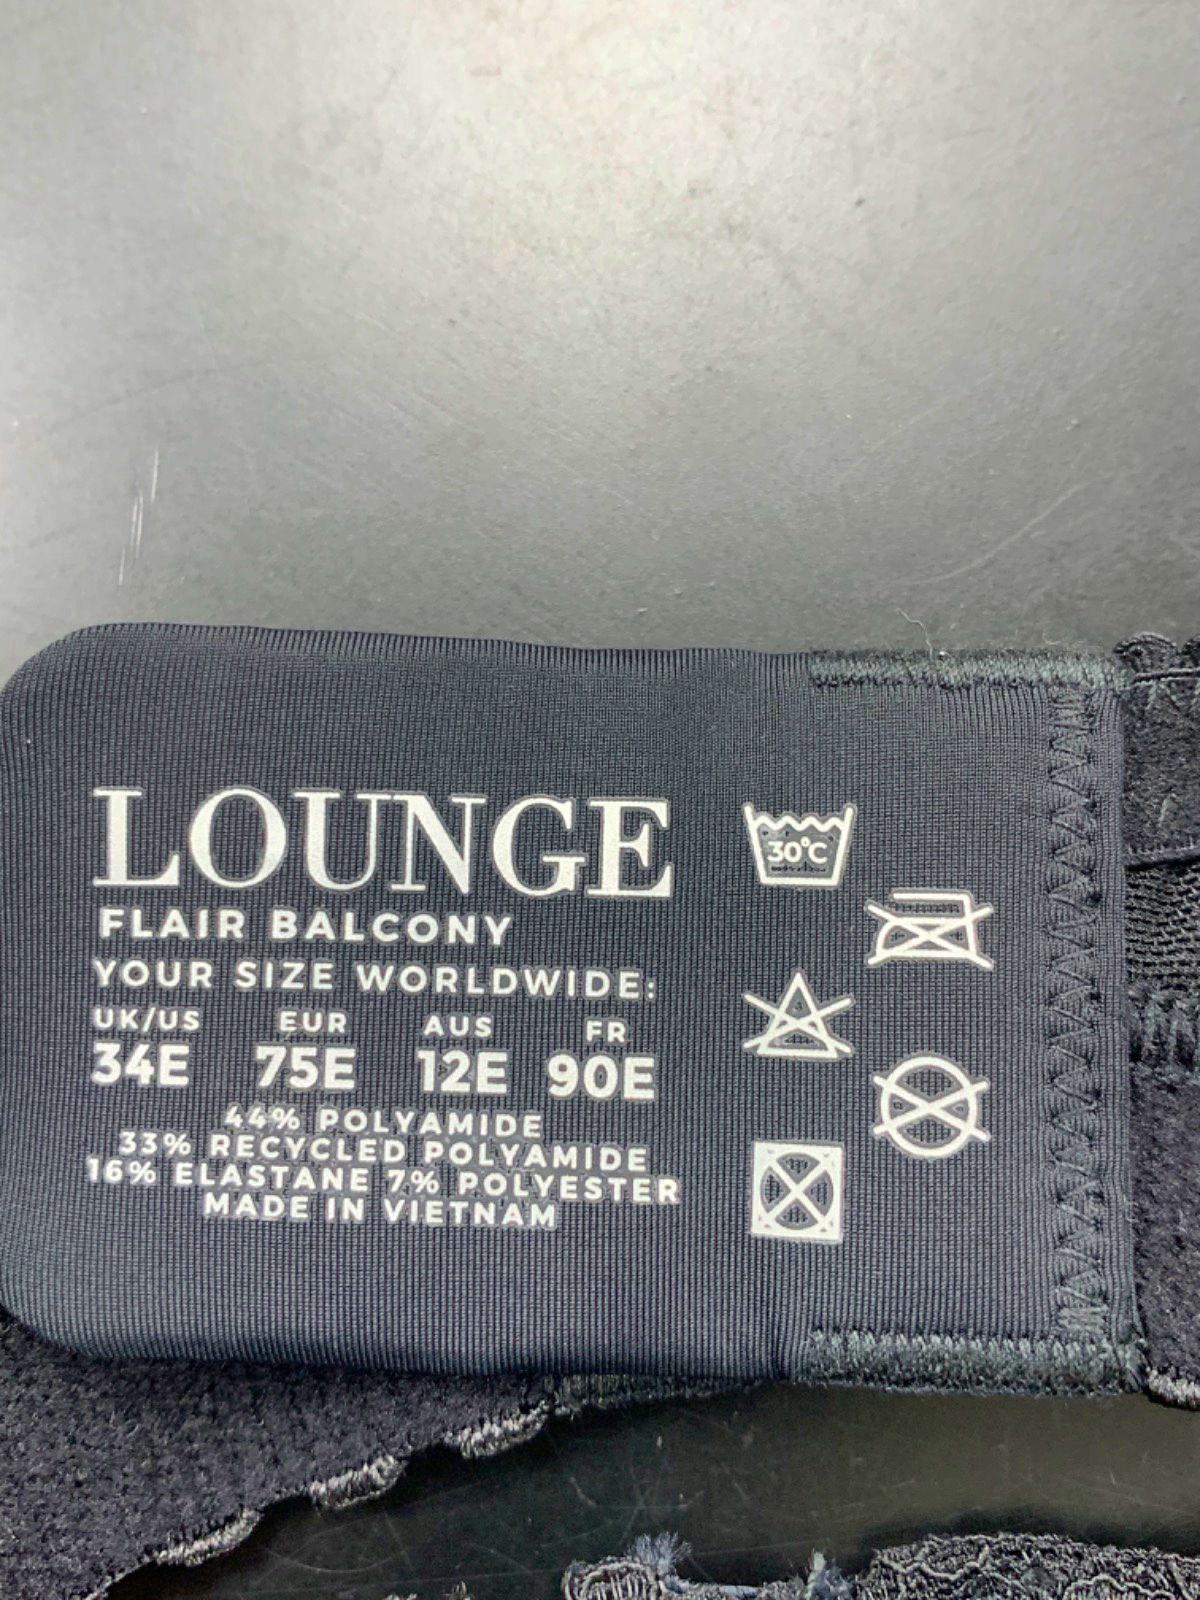 LOUNGE
FLAIR BALCONY
YOUR SIZE WORLDWIDE:
UK/US EUR AUS FR
34E 75E 12E 90E
44% POLYAMIDE
33% RECYCLED POLYAMIDE
16% ELASTANE 7% POLYESTER
MADE IN VIETNAM
30°C